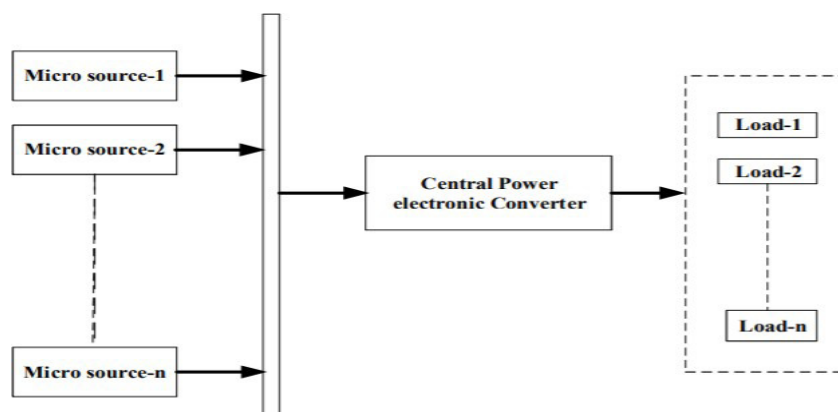 Micro source-1
Micro source-2
Micro source-n
Central Power
electronic Converter
Load-1
Load-2
Load-n